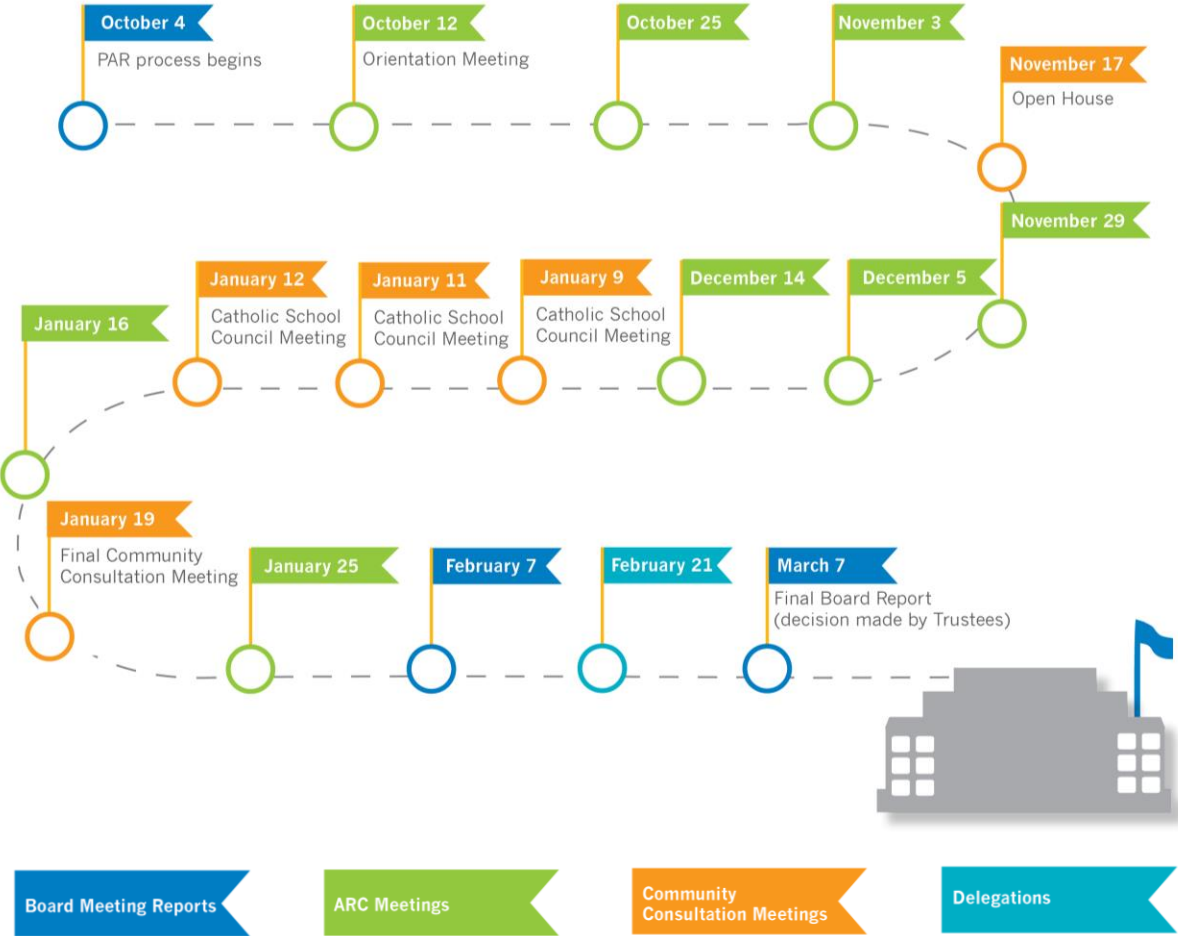 October 4
PAR process begins
October 12
Orientation Meeting
October 25
November 3
November 17
Open House
November 29
December 5
December 14
January 9
Catholic School
Council Meeting
January 11
Catholic School
Council Meeting
January 12
Catholic School
Council Meeting
January 16
January 19
Final Community
Consultation Meeting
January 25
February 7
February 21
March 7
Final Board Report
(decision made by Trustees)
Board Meeting Reports
ARC Meetings
Community
Consultation Meetings
Delegations